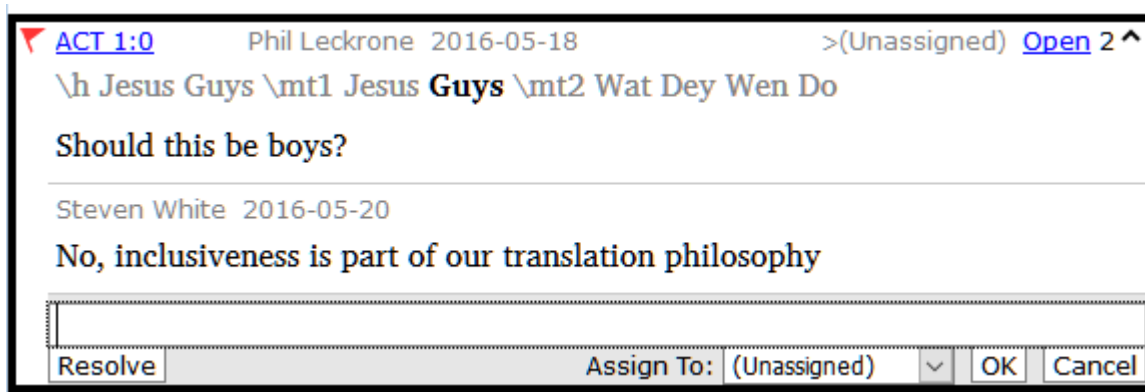 ACT 1:0 Phil Leckrone 2016-05-18 >(Unassigned) Open 2
\h Jesus Guys \mt1 Jesus Guys \mt2 Wat Dey Wen Do
Should this be boys?
Steven White 2016-05-20
No, inclusiveness is part of our translation philosophy
Resolve Assign To: (Unassigned) OK Cancel